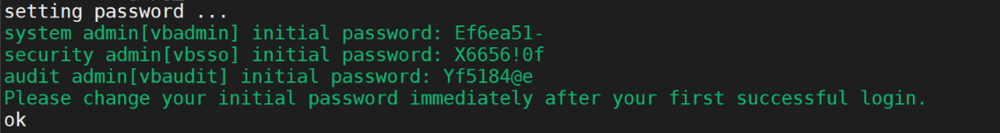 setting password ...
system admin[vbadmin] initial password: Ef6ea51-
security admin[vbsso] initial password: X6656!0f
audit admin[vbaudit] initial password: Yf5184@e
Please change your initial password immediately after your first successful login.
ok